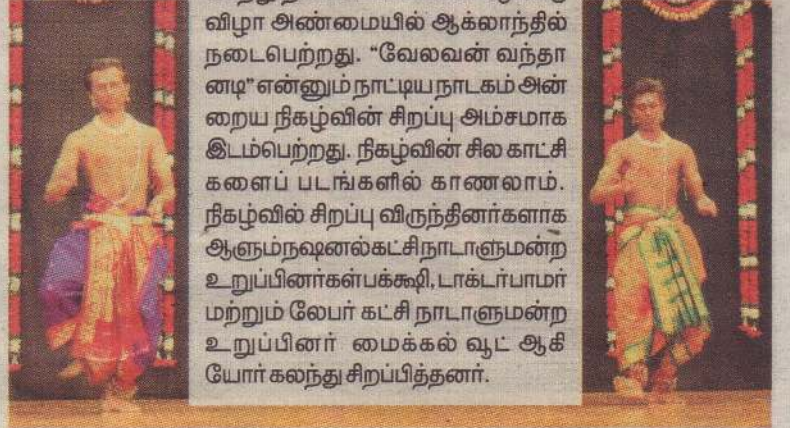 விழா அண்மையில் ஆக்லாந்தில்
நடைபெற்றது. “வேலவன் வந்தா
னடி” என்னும் நாட்டிய நாடகம் அன்
றைய நிகழ்வின் சிறப்பு அம்சமாக
இடம்பெற்றது. நிகழ்வின் சில காட்சி
களைப் படங்களில் காணலாம்.
நிகழ்வில் சிறப்பு விருந்தினர்களாக
ஆளும் நஷனல் கட்சி நாடாளுமன்ற
உறுப்பினர்கள் பக்ஷி, டாக்டர் பாமர்
மற்றும் லேபர் கட்சி நாடாளுமன்ற
உறுப்பினர் மைக்கல் வூட் ஆகி
யோர் கலந்து சிறப்பித்தனர்.